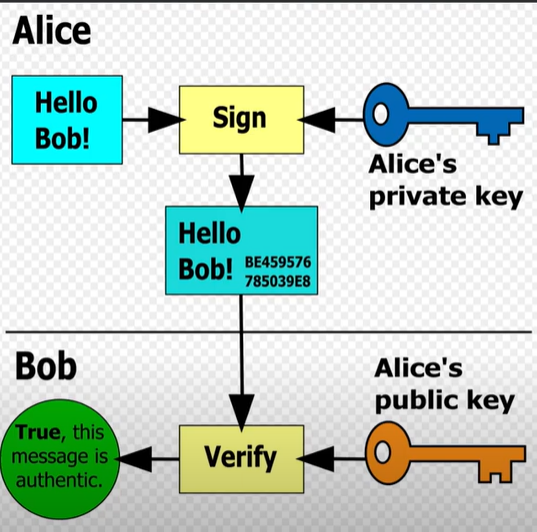 Alice
Hello
Bob!
Sign
Alice's
private key
Hello
Bob! BE459576
785039E8
Bob
Alice's
public key
True, this
message is
authentic.
Verify